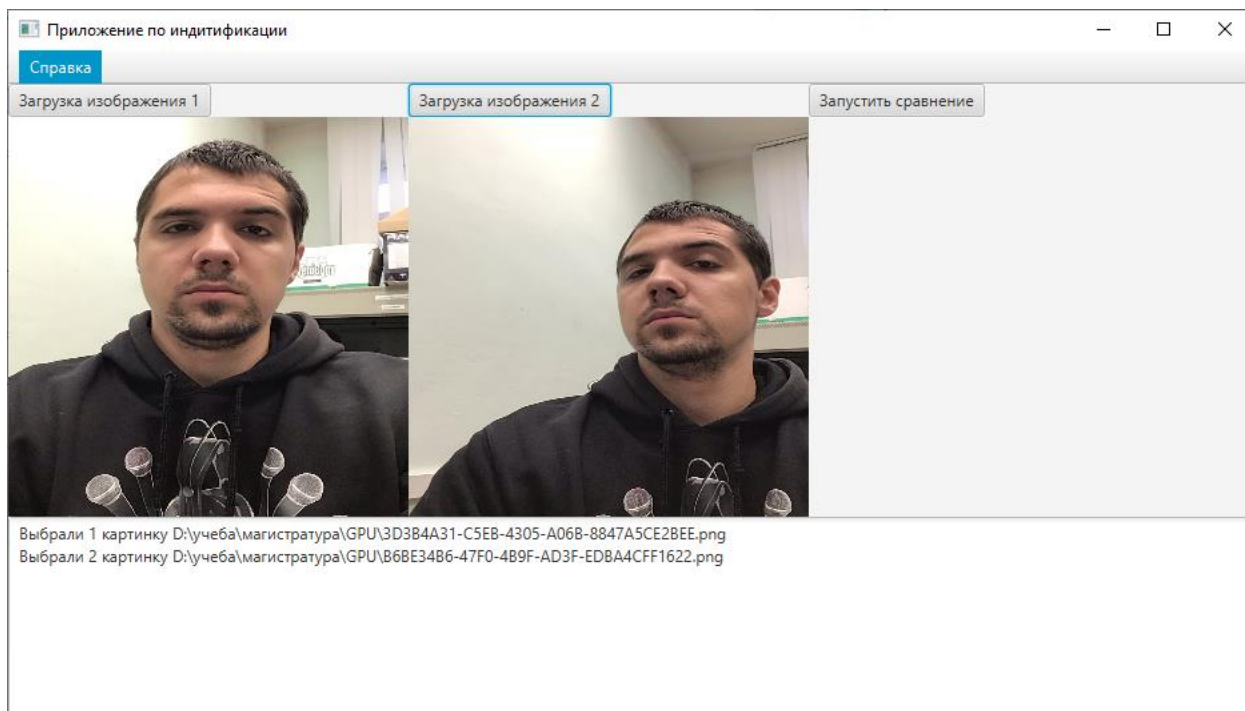 Приложение по индитификации
Справка
Загрузка изображения 1
Загрузка изображения 2
Запустить сравнение
Выбрали 1 картинку D:\учеба\магистратура\GPU\3D3B4A31-C5EB-4305-A06B-8847A5CE2BEE.png
Выбрали 2 картинку D:\учеба\магистратура\GPU\B6BE34B6-47F0-4B9F-AD3F-EDBA4CFF1622.png